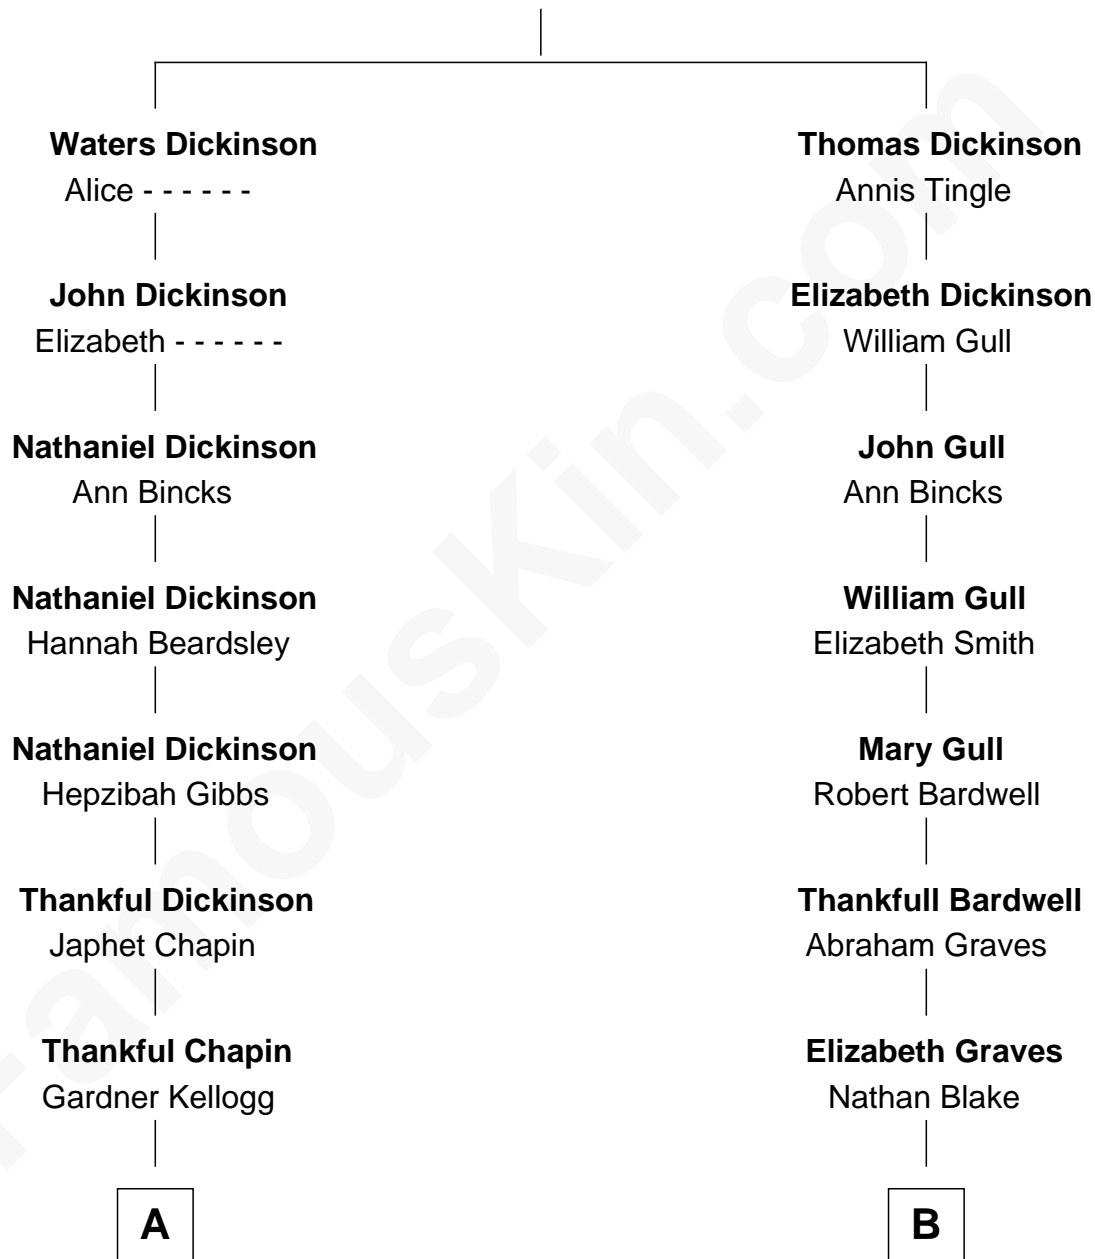 Waters Dickinson
Alice - - - - - -
John Dickinson
Elizabeth - - - - - -
Nathaniel Dickinson
Ann Bincks
Nathaniel Dickinson
Hannah Beardsley
Nathaniel Dickinson
Hepzibah Gibbs
Thankful Dickinson
Japhet Chapin
Thankful Chapin
Gardner Kellogg
A
Thomas Dickinson
Annis Tingle
Elizabeth Dickinson
William Gull
John Gull
Ann Bincks
William Gull
Elizabeth Smith
Mary Gull
Robert Bardwell
Thankfull Bardwell
Abraham Graves
Elizabeth Graves
Nathan Blake
B
FamousKin.com